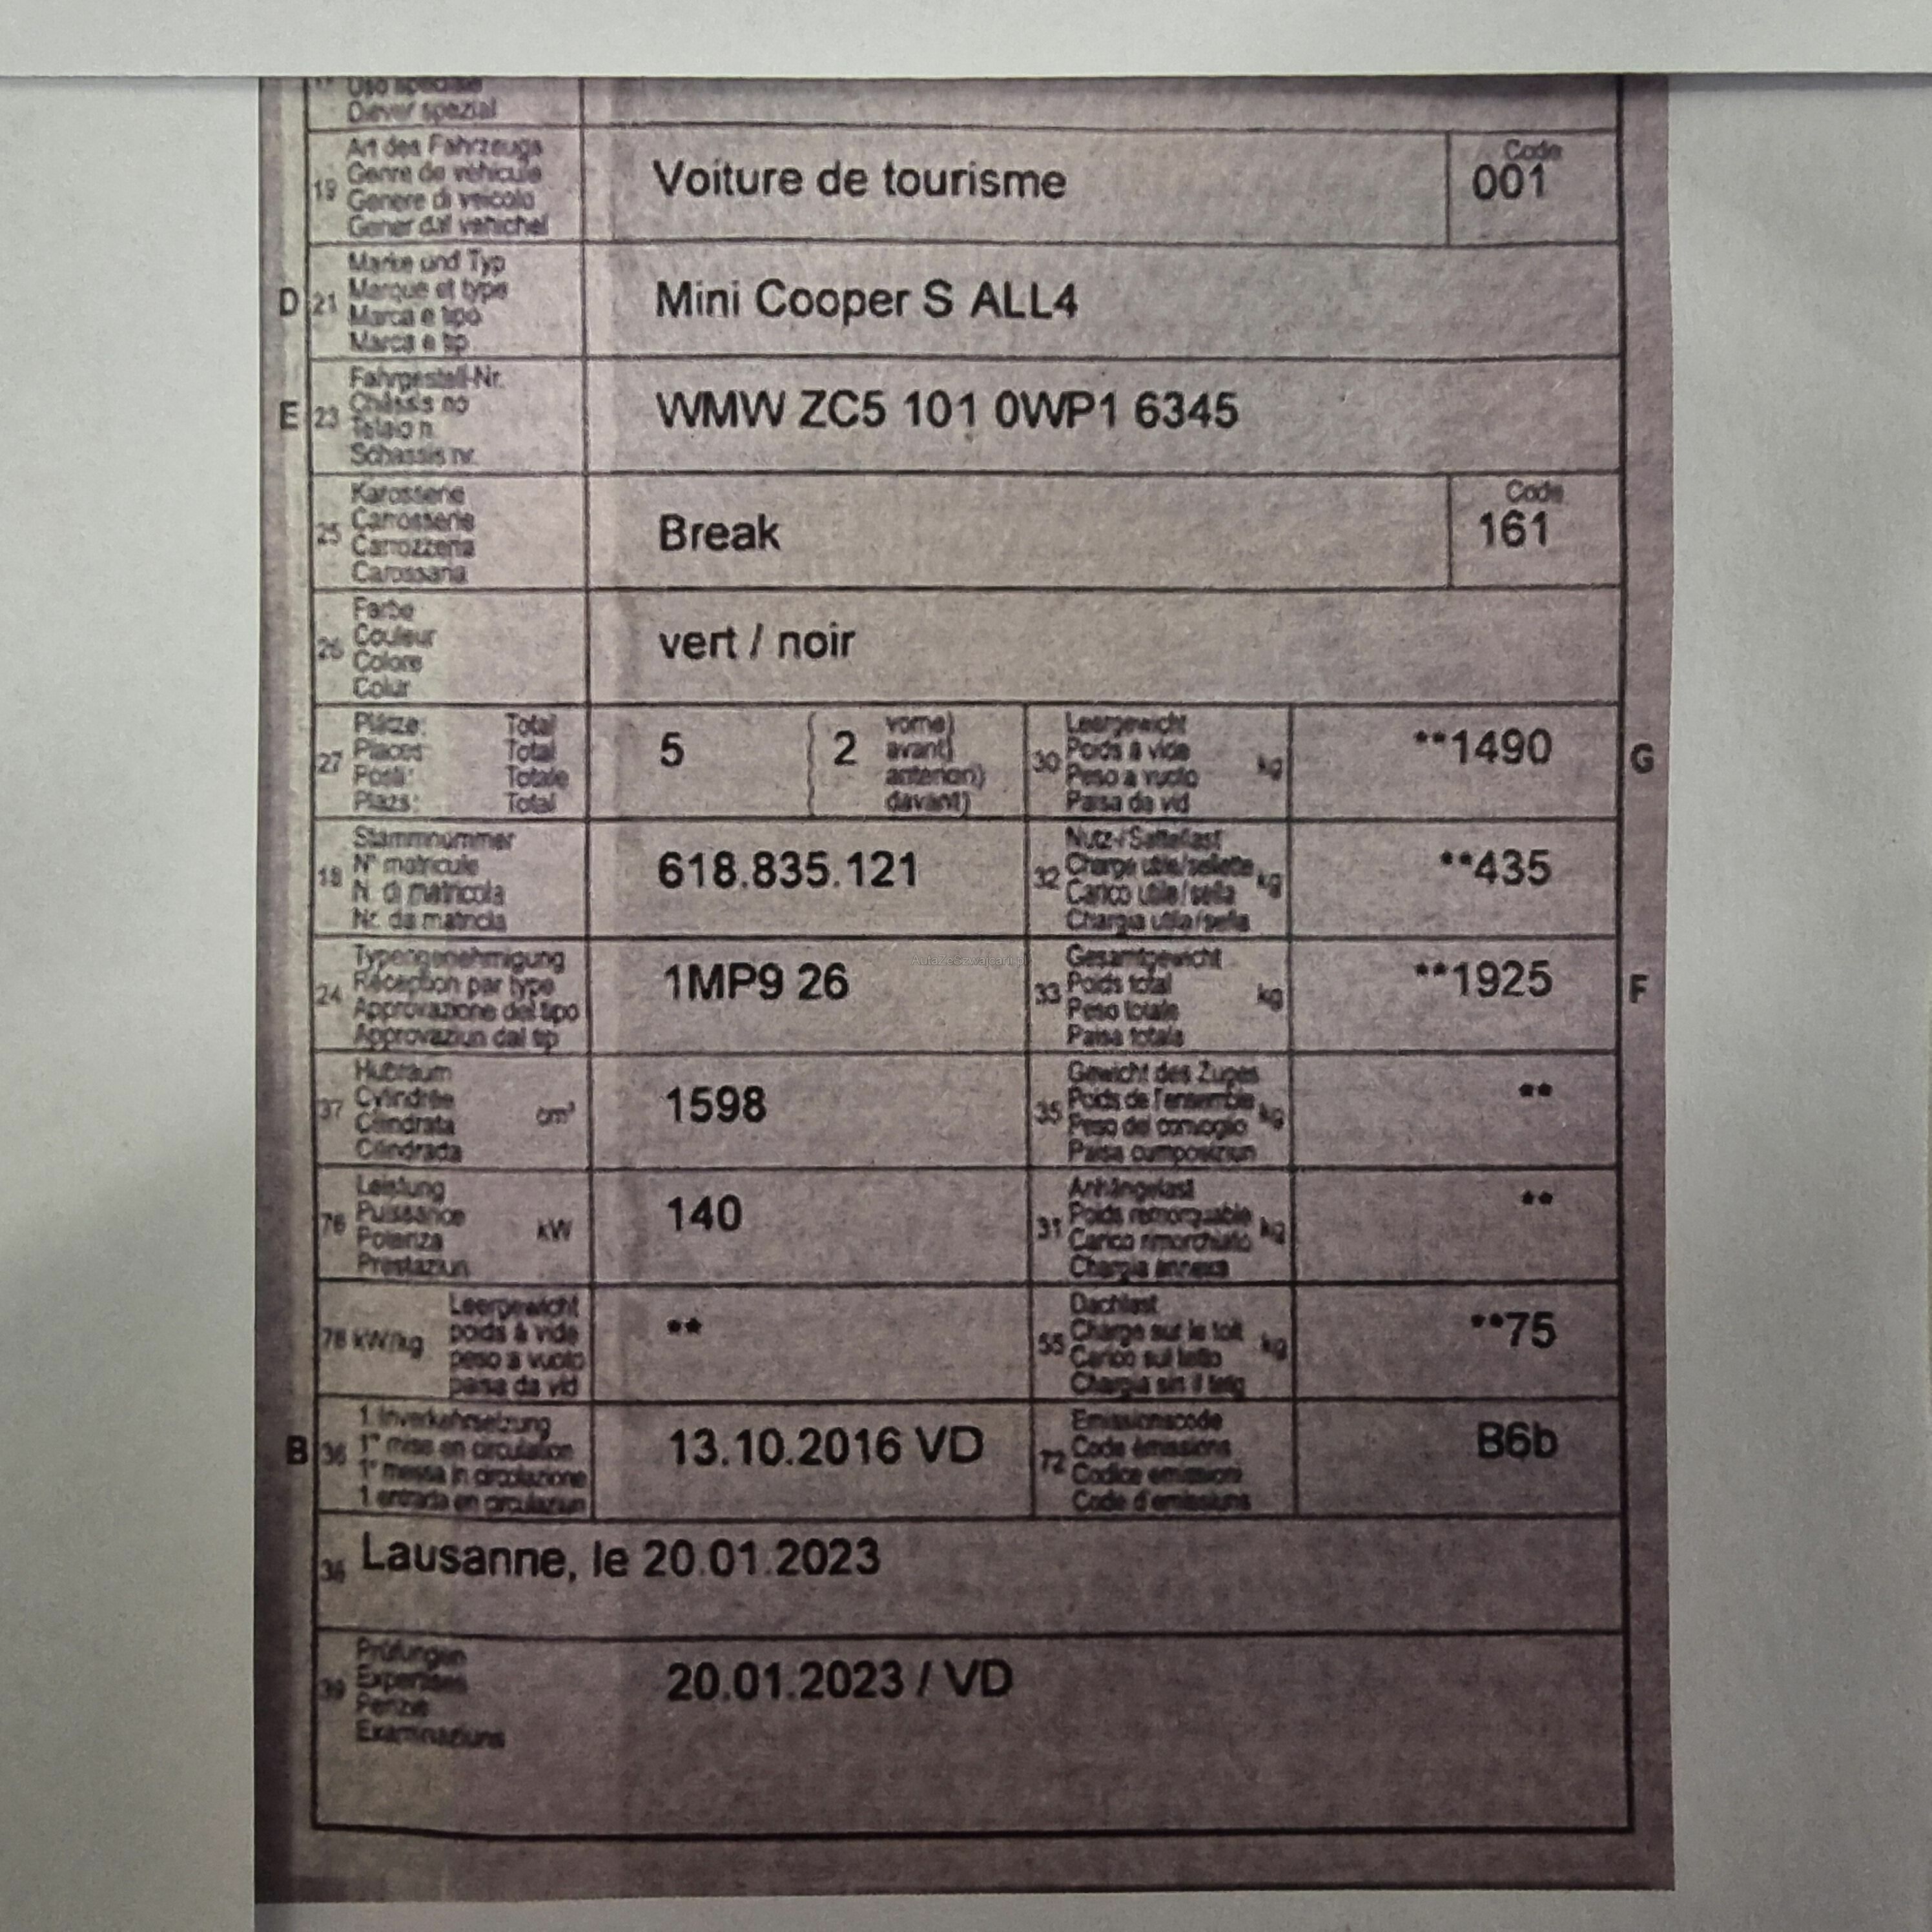 Uso speciale
Diever spezial
19 Art des Fahrzeugs
Genre de véhicule
Genere di veicolo
Gener dal vehichel
Voiture de tourisme
Code
001
D 21 Marke und Typ
Marque et type
Marca e tipo
Marca e tip
Mini Cooper S ALL4
E 23 Fahrgestell-Nr.
Châssis no
Telaio n.
Schassis nr.
WMW ZC5 101 0WP1 6345
25 Karosserie
Carrosserie
Carrozzeria
Carossaria
Break
Code
161
26 Farbe
Couleur
Colore
Colur
vert / noir
27 Plätze: Total
Places: Total
Posti: Totale
Plazs: Total
5 ( 2 vorne)
avant)
anteriori)
davant)
30 Leergewicht
Poids à vide kg
Peso a vuoto
Paisa da vid
**1490 G
18 Stammnummer
N° matricule
N. di matricola
Nr. da matricla
618.835.121
32 Nutz-/Sattellast
Charge utile/sellette kg
Carico utile/sella
Chargia utila/sella
**435
24 Typengenehmigung
Réception par type
Approvazione del tipo
Approvaziun dal tip
1MP9 26
33 Gesamtgewicht
Poids total kg
Peso totale
Paisa totala
**1925 F
37 Hubraum
Cylindrée cm³
Cilindrata
Cilindrada
1598
35 Gewicht des Zuges
Poids de l'ensemble kg
Peso del convoglio
Paisa cumposiziun
**
76 Leistung
Puissance kW
Potenza
Prestaziun
140
31 Anhängelast
Poids remorquable kg
Carico rimorchiato
Chargia annexa
**
78 kW/kg Leergewicht
poids à vide
peso a vuoto
paisa da vid
**
55 Dachlast
Charge sur le toit kg
Carico sul tetto
Chargia sin il tetg
**75
B 36 1. Inverkehrsetzung
1re mise en circulation
1a messa in circolazione
1. entrada en circulaziun
13.10.2016 VD
72 Emissionscode
Code émissions
Codice emissioni
Code d'emissiuns
B6b
38 Lausanne, le 20.01.2023
39 Prüfungen
Expertises
Perizie
Examinaziuns
20.01.2023 / VD